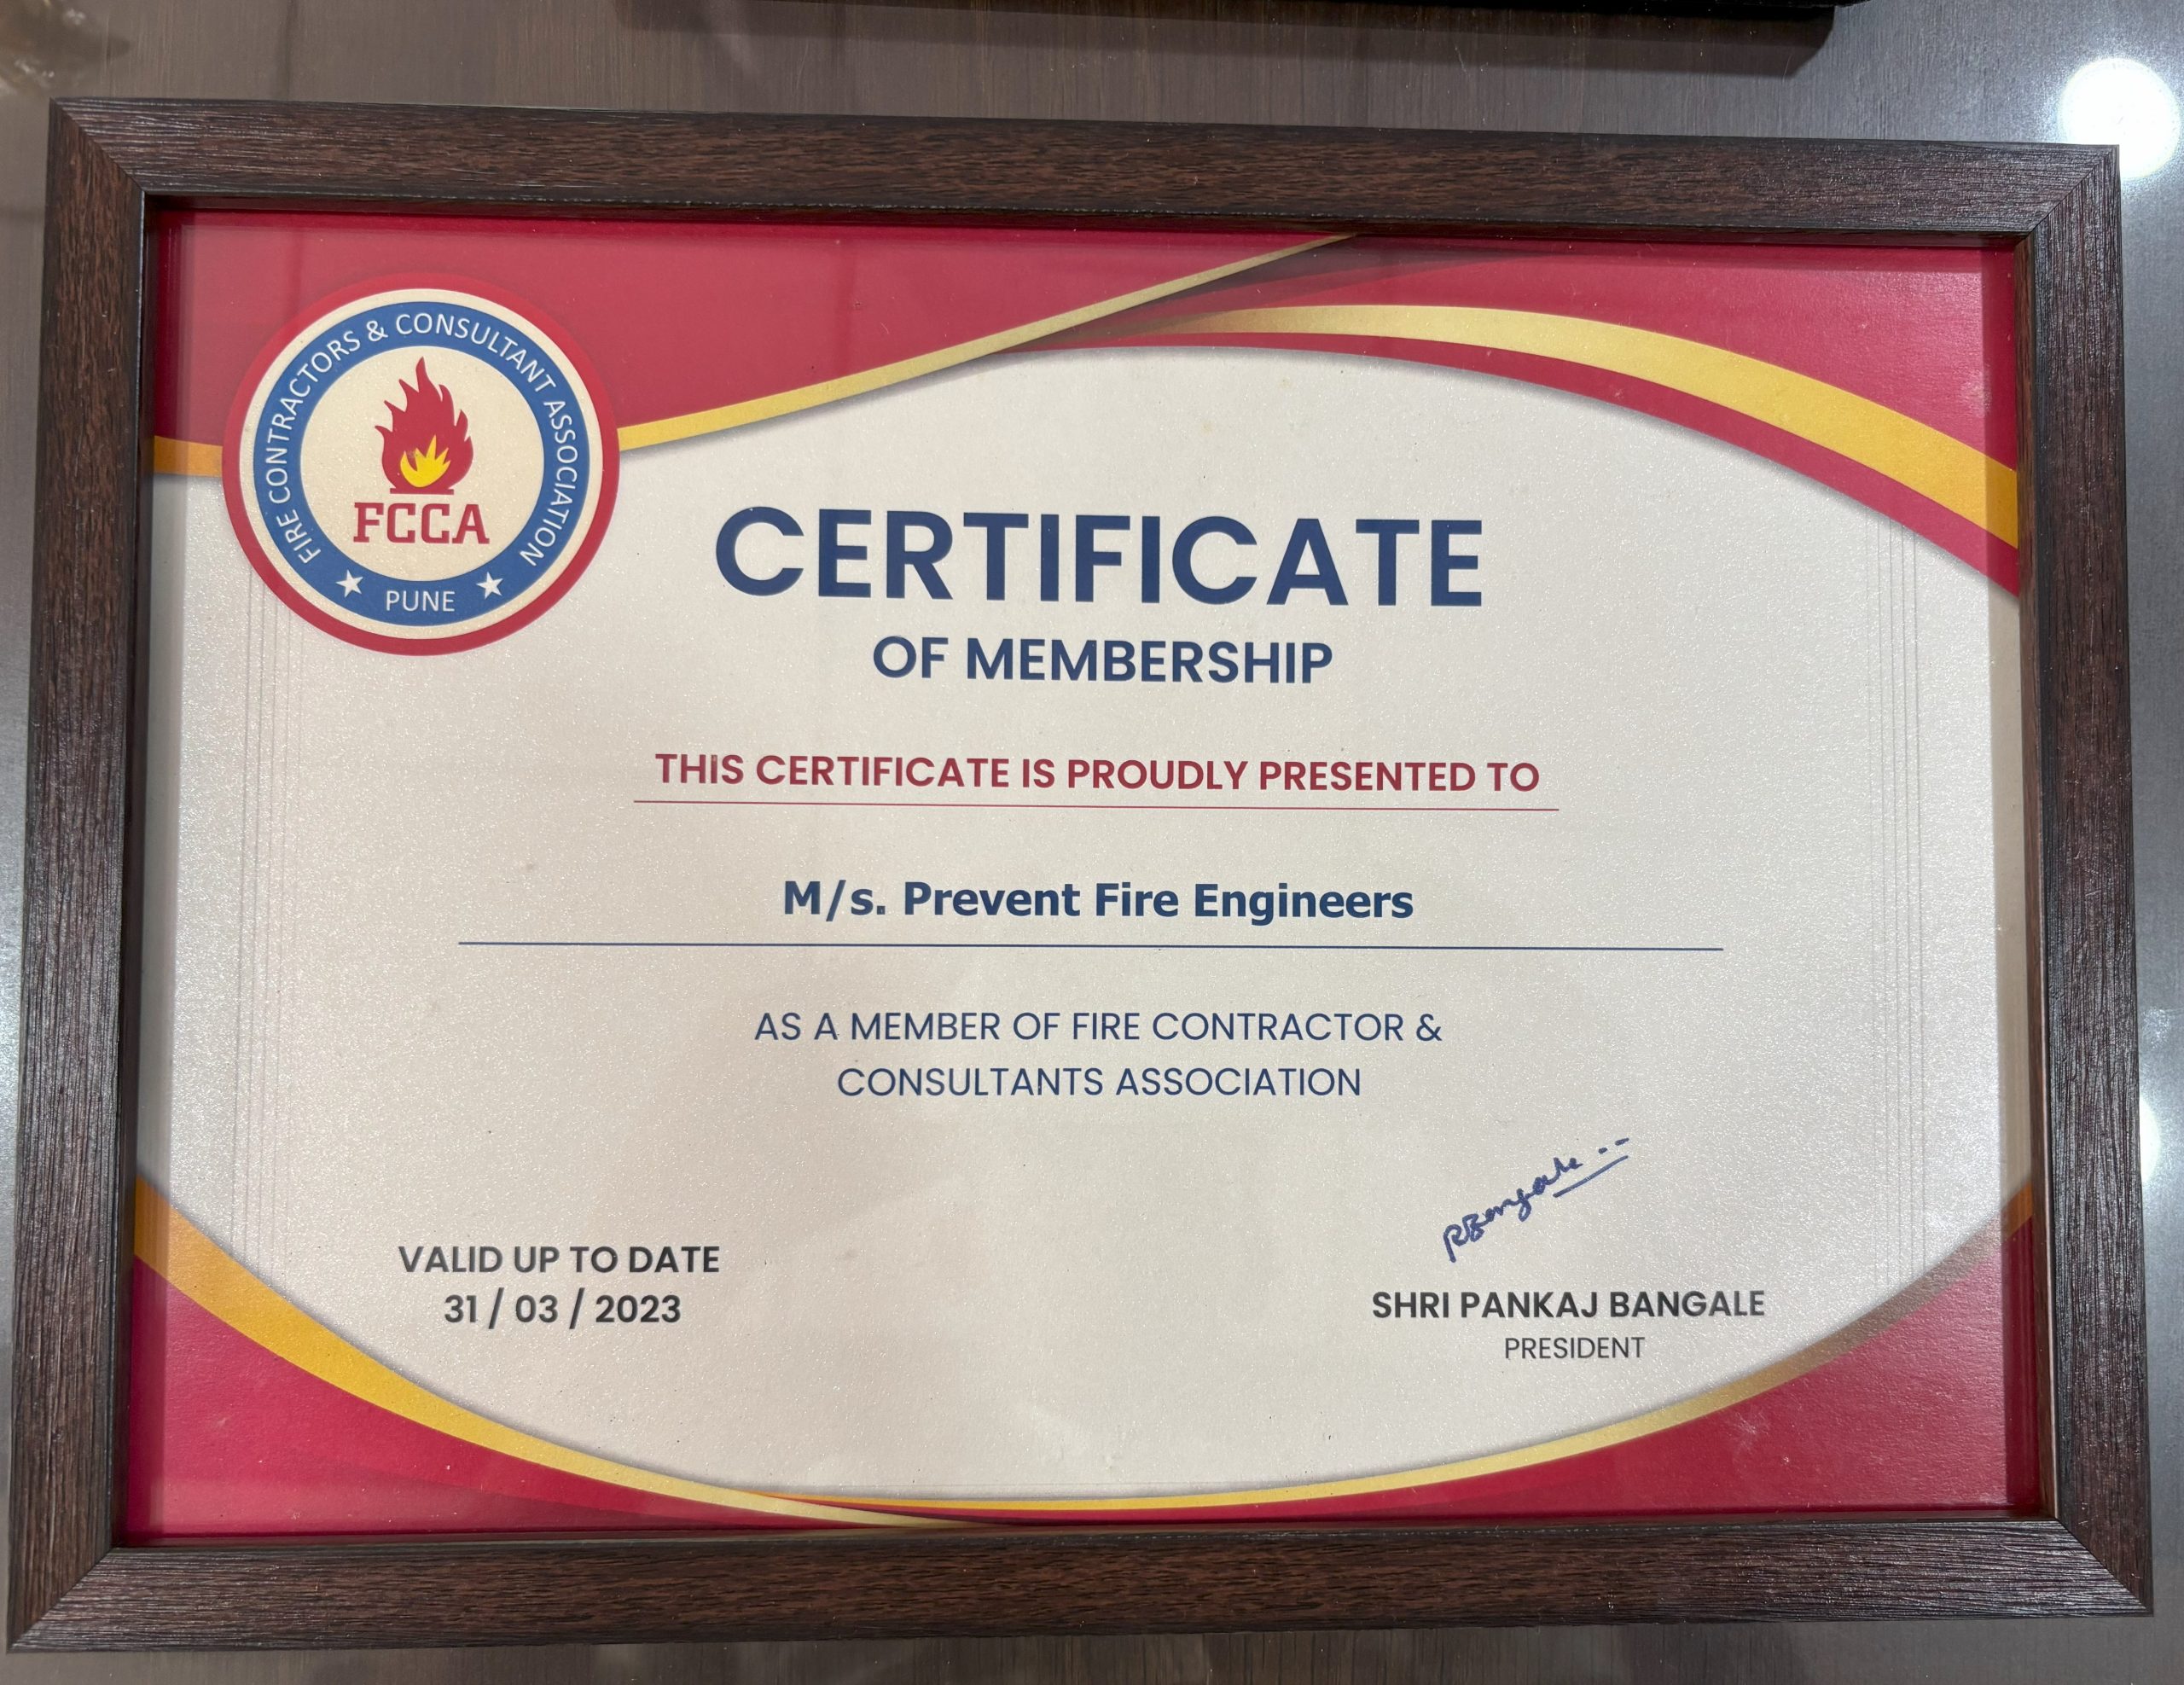 FIRE CONTRACTORS & CONSULTANT ASSOCIATION
FCCA
PUNE
CERTIFICATE
OF MEMBERSHIP
THIS CERTIFICATE IS PROUDLY PRESENTED TO
M/s. Prevent Fire Engineers
AS A MEMBER OF FIRE CONTRACTOR &
CONSULTANTS ASSOCIATION
VALID UP TO DATE
31 / 03 / 2023
PBangale
SHRI PANKAJ BANGALE
PRESIDENT